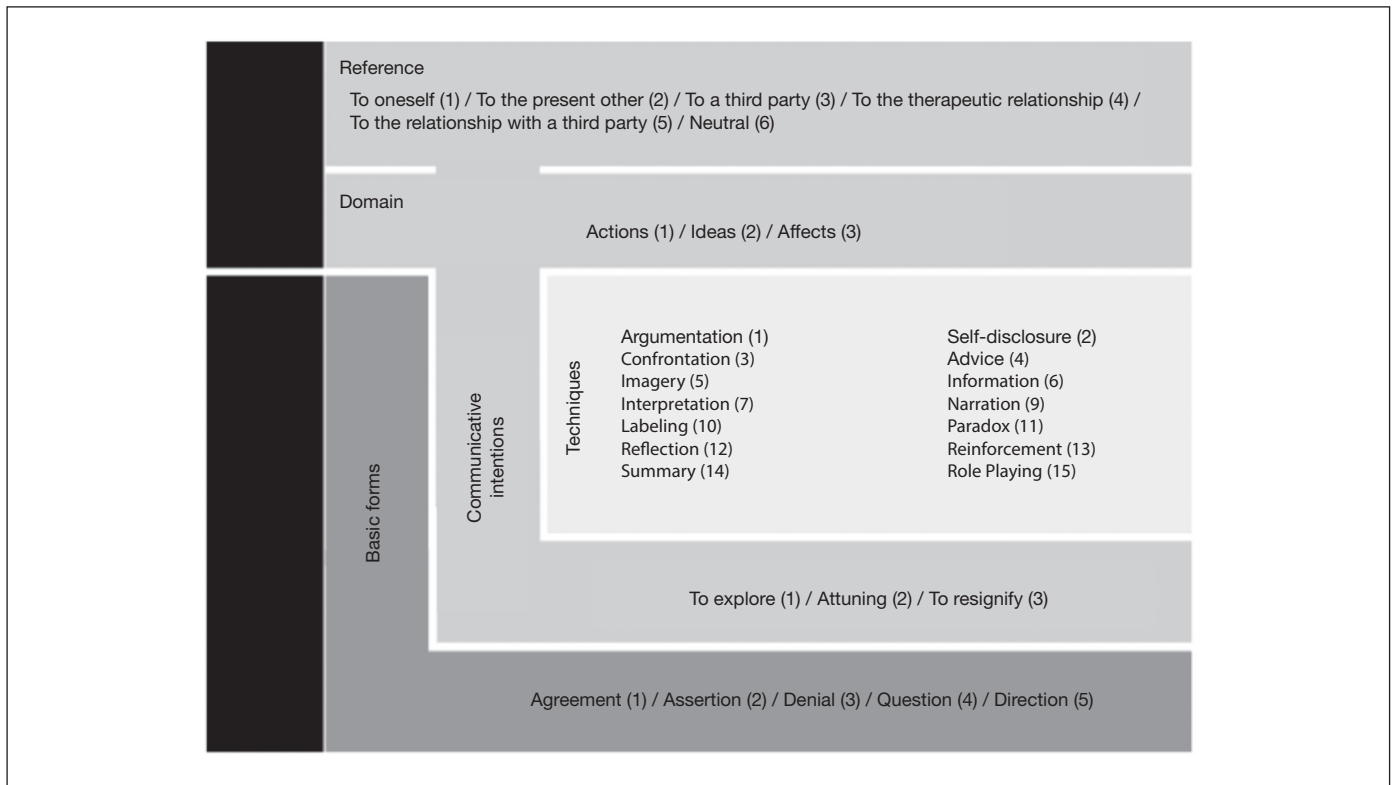 Reference
To oneself (1) / To the present other (2) / To a third party (3) / To the therapeutic relationship (4) /
To the relationship with a third party (5) / Neutral (6)
Domain
Actions (1) / Ideas (2) / Affects (3)
Basic forms
Communicative
intentions
Techniques
Argumentation (1)
Confrontation (3)
Imagery (5)
Interpretation (7)
Labeling (10)
Reflection (12)
Summary (14)
Self-disclosure (2)
Advice (4)
Information (6)
Narration (9)
Paradox (11)
Reinforcement (13)
Role Playing (15)
To explore (1) / Attuning (2) / To resignify (3)
Agreement (1) / Assertion (2) / Denial (3) / Question (4) / Direction (5)